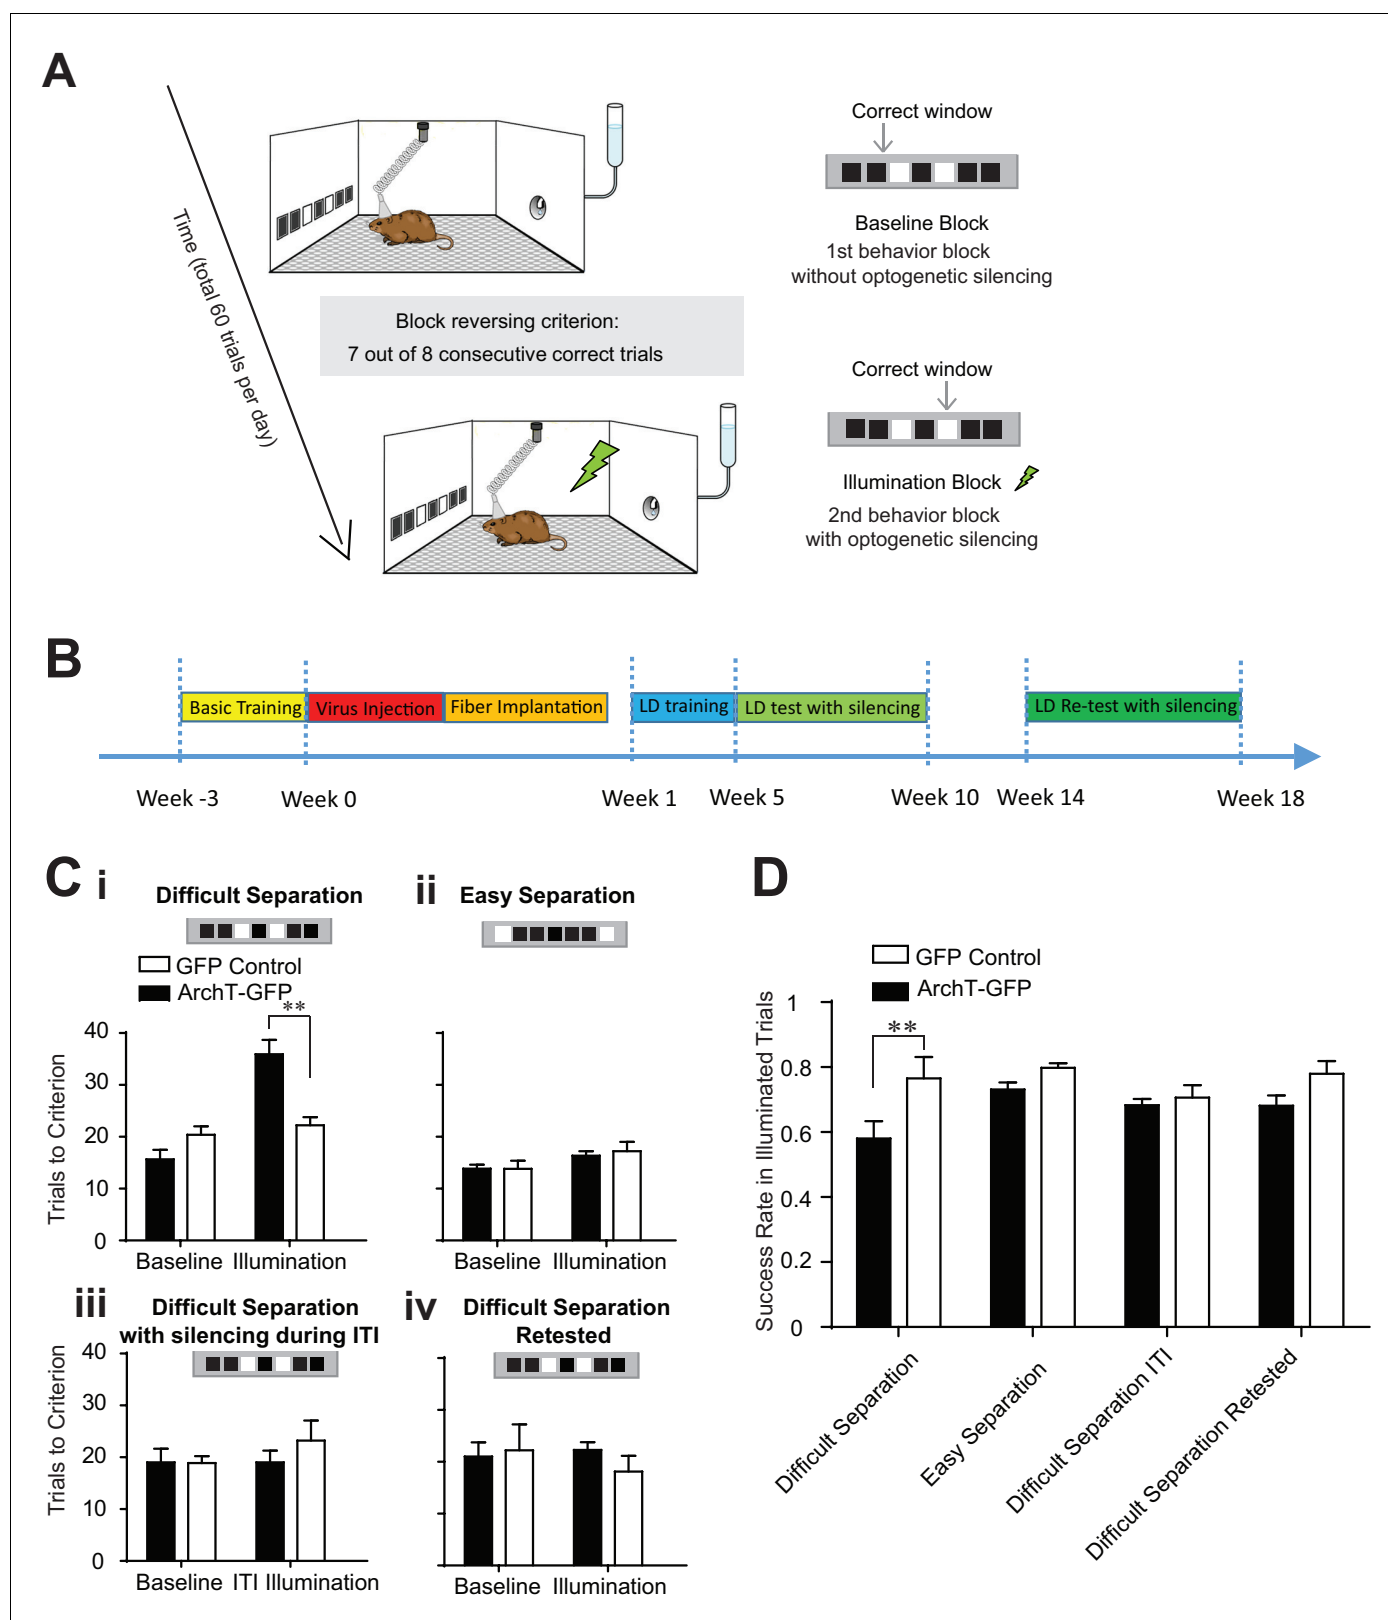 A
Correct window
Time (total 60 trials per day)
Baseline Block
1st behavior block
without optogenetic silencing
Block reversing criterion:
7 out of 8 consecutive correct trials
Correct window
Illumination Block
2nd behavior block
with optogenetic silencing
B
Basic Training
Virus Injection
Fiber Implantation
LD training
LD test with silencing
LD Re-test with silencing
Week -3
Week 0
Week 1
Week 5
Week 10
Week 14
Week 18
C
i
Difficult Separation
GFP Control
ArchT-GFP
**
Trials to Criterion
40
30
20
10
0
Baseline
Illumination
ii
Easy Separation
Baseline
Illumination
iii
Difficult Separation
with silencing during ITI
Trials to Criterion
40
30
20
10
0
Baseline
ITI Illumination
iv
Difficult Separation
Retested
Baseline
Illumination
D
GFP Control
ArchT-GFP
**
Success Rate in Illuminated Trials
1
0.8
0.6
0.4
0.2
0
Difficult Separation
Easy Separation
Difficult Separation ITI
Difficult Separation Retested